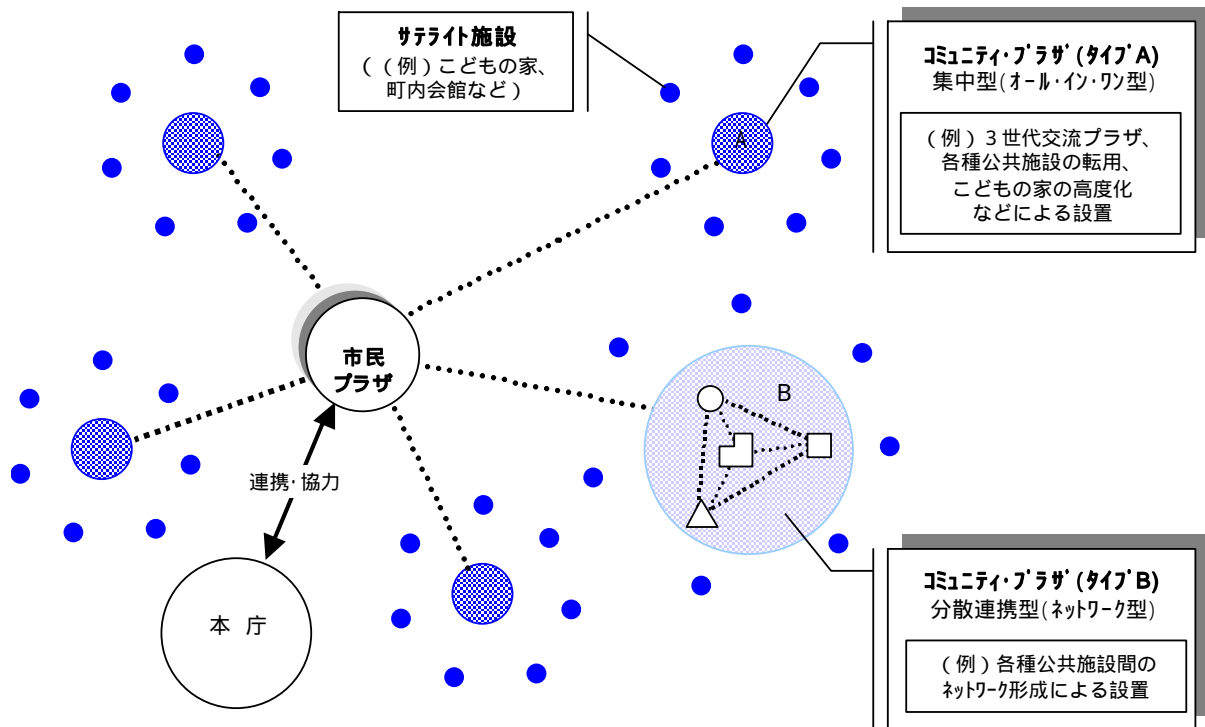 ｻﾃﾗｲﾄ施設
（（例）こどもの家、
町内会館など）
ｺﾐｭﾆﾃｨ･ﾌﾟﾗｻﾞ(ﾀｲﾌﾟA)
集中型(ｵｰﾙ･ｲﾝ･ﾜﾝ型)
（例）３世代交流プラザ、
各種公共施設の転用、
こどもの家の高度化
などによる設置
A
市民
プラザ
B
連携･協力
本 庁
ｺﾐｭﾆﾃｨ･ﾌﾟﾗｻﾞ(ﾀｲﾌﾟB)
分散連携型(ﾈｯﾄﾜｰｸ型)
（例）各種公共施設間の
ﾈｯﾄﾜｰｸ形成による設置